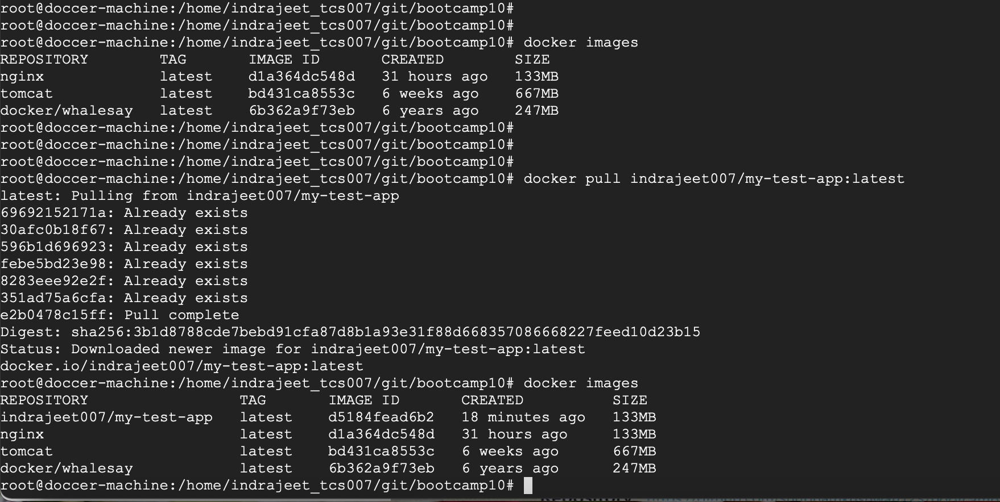 root@doccer-machine:/home/indrajeet_tcs007/git/bootcamp10#
root@doccer-machine:/home/indrajeet_tcs007/git/bootcamp10#
root@doccer-machine:/home/indrajeet_tcs007/git/bootcamp10# docker images
REPOSITORY TAG IMAGE ID CREATED SIZE
nginx latest d1a364dc548d 31 hours ago 133MB
tomcat latest bd431ca8553c 6 weeks ago 667MB
docker/whalesay latest 6b362a9f73eb 6 years ago 247MB
root@doccer-machine:/home/indrajeet_tcs007/git/bootcamp10#
root@doccer-machine:/home/indrajeet_tcs007/git/bootcamp10#
root@doccer-machine:/home/indrajeet_tcs007/git/bootcamp10#
root@doccer-machine:/home/indrajeet_tcs007/git/bootcamp10# docker pull indrajeet007/my-test-app:latest
latest: Pulling from indrajeet007/my-test-app
69692152171a: Already exists
30afc0b18f67: Already exists
596b1d696923: Already exists
febe5bd23e98: Already exists
8283eee92e2f: Already exists
351ad75a6cfa: Already exists
e2b0478c15ff: Pull complete
Digest: sha256:3b1d8788cde7bebd91cfa87d8b1a93e31f88d668357086668227feed10d23b15
Status: Downloaded newer image for indrajeet007/my-test-app:latest
docker.io/indrajeet007/my-test-app:latest
root@doccer-machine:/home/indrajeet_tcs007/git/bootcamp10# docker images
REPOSITORY TAG IMAGE ID CREATED SIZE
indrajeet007/my-test-app latest d5184fead6b2 18 minutes ago 133MB
nginx latest d1a364dc548d 31 hours ago 133MB
tomcat latest bd431ca8553c 6 weeks ago 667MB
docker/whalesay latest 6b362a9f73eb 6 years ago 247MB
root@doccer-machine:/home/indrajeet_tcs007/git/bootcamp10#